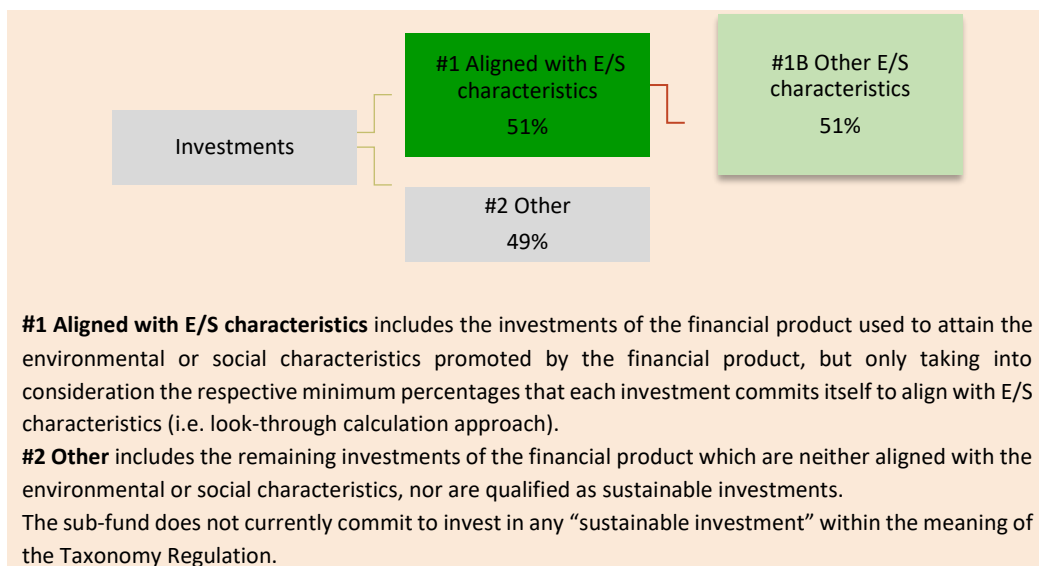 #1 Aligned with E/S
characteristics
51%
#1B Other E/S
characteristics
51%
Investments
#2 Other
49%
#1 Aligned with E/S characteristics includes the investments of the financial product used to attain the
environmental or social characteristics promoted by the financial product, but only taking into
consideration the respective minimum percentages that each investment commits itself to align with E/S
characteristics (i.e. look-through calculation approach).
#2 Other includes the remaining investments of the financial product which are neither aligned with the
environmental or social characteristics, nor are qualified as sustainable investments.
The sub-fund does not currently commit to invest in any “sustainable investment” within the meaning of
the Taxonomy Regulation.